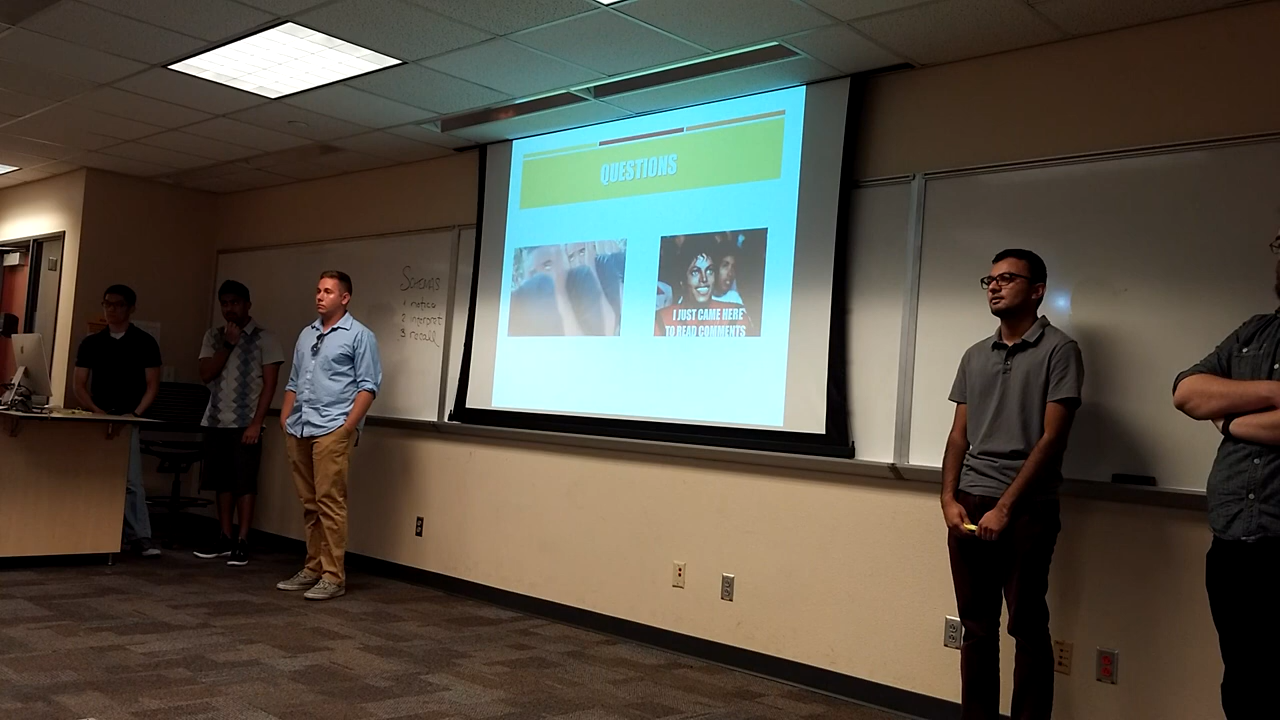 QUESTIONS
I JUST CAME HERE
TO READ COMMENTS
Schemas
1 notice
2 interpret
3 recall